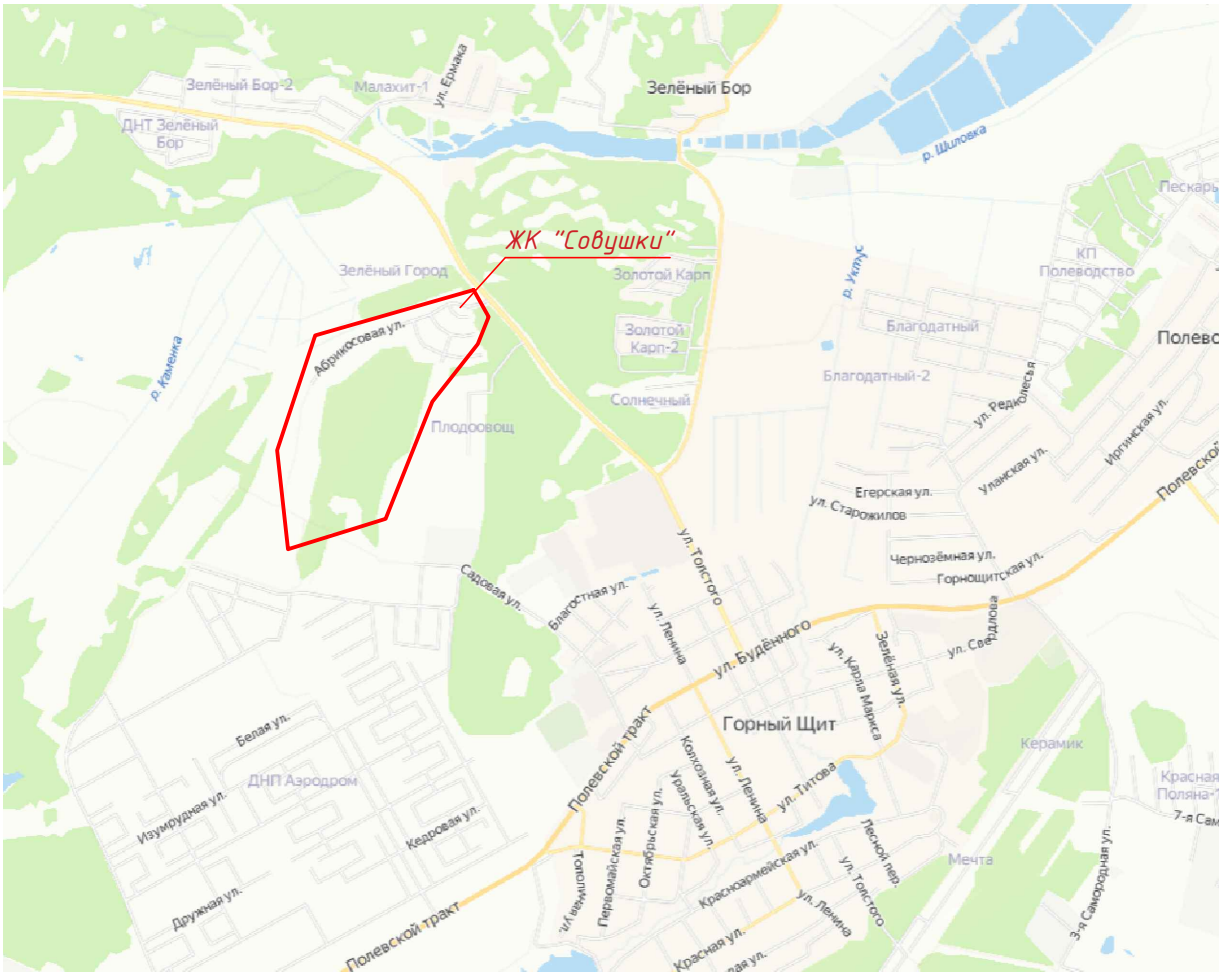 ул. Ермака
Зелёный Бор-2
Малахит-1
Зелёный Бор
ДНТ Зелёный
Бор
р. Шиловка
Пескарь
ЖК "Совушки"
КП
Полеводство
Зелёный Город
Золотой Карп
р. Уктус
Абрикосовая ул.
Золотой
Карп-2
Благодатный
Полевс
р. Каменка
Благодатный-2
Солнечный
ул. Редколесья
Плодоовощ
Иргинская ул.
Уланская ул.
Полевской
Егерская ул.
ул. Старожилов
ул. Толстого
Чернозёмная ул.
Горнощитская ул.
Садовая ул.
Благостная ул.
ул. Ленина
ул. Будённого
Зелёная ул.
ул. Свердлова
ул. Карла Маркса
Горный Щит
Белая ул.
Полевской тракт
Колхозная ул.
Керамик
ДНП Аэродром
Уральская ул.
ул. Ленина
ул. Титова
Красная
Поляна-1
Изумрудная ул.
Кедровая ул.
Октябрьская ул.
7-я Сам
Первомайская ул.
Тополиная ул.
Лесной пер.
Мечта
Красноармейская ул.
ул. Толстого
3-я Самородная ул.
Дружная ул.
ул. Ленина
Полевской тракт
Красная ул.
вая ул.